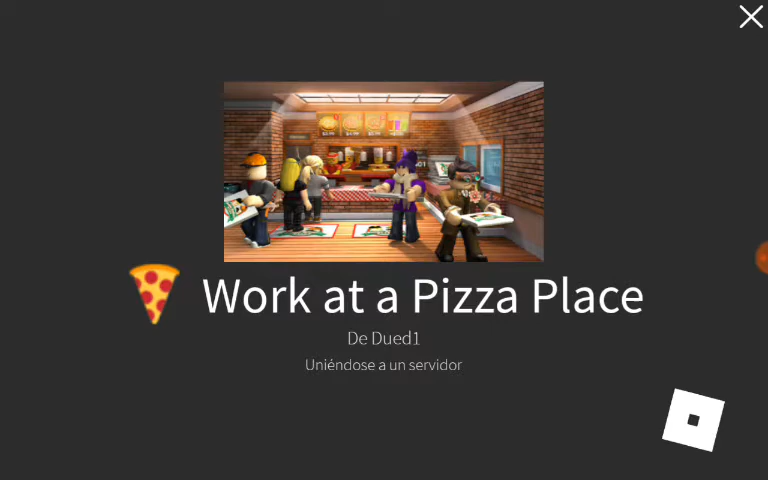 🍕 Work at a Pizza Place
De Dued1
Uniéndose a un servidor